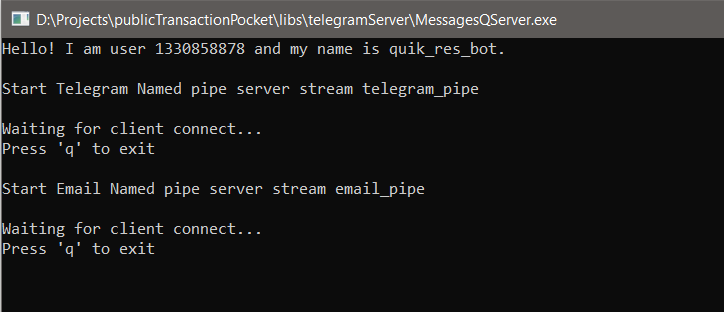 D:\Projects\publicTransactionPocket\libs\telegramServer\MessagesQServer.exe
Hello! I am user 1330858878 and my name is quik_res_bot.
Start Telegram Named pipe server stream telegram_pipe
Waiting for client connect...
Press 'q' to exit
Start Email Named pipe server stream email_pipe
Waiting for client connect...
Press 'q' to exit